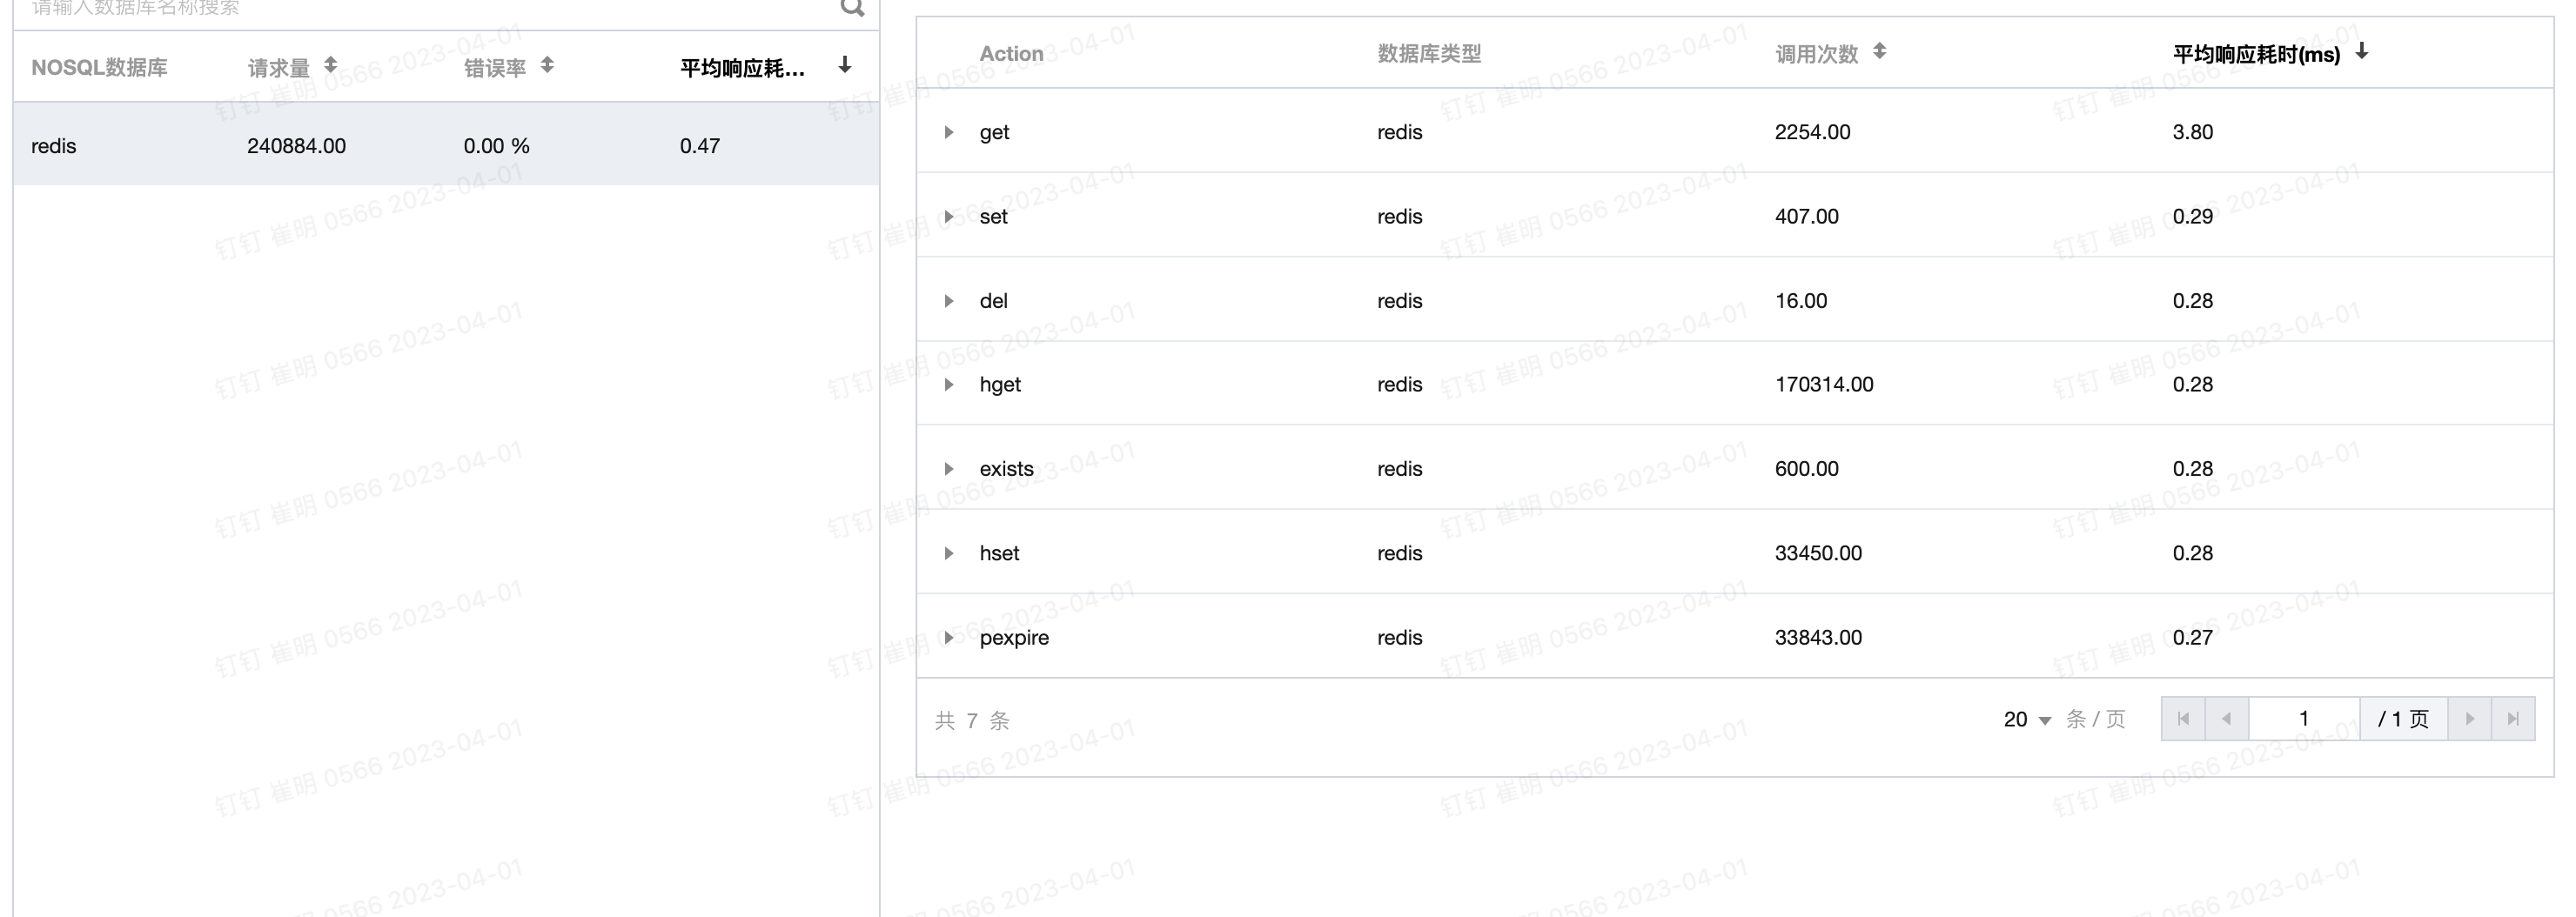 请输入数据库名称搜索
NOSQL数据库 请求量 错误率 平均响应耗...
redis 240884.00 0.00 % 0.47
Action 数据库类型 调用次数 平均响应耗时(ms)
get redis 2254.00 3.80
set redis 407.00 0.29
del redis 16.00 0.28
hget redis 170314.00 0.28
exists redis 600.00 0.28
hset redis 33450.00 0.28
pexpire redis 33843.00 0.27
共 7 条 20 条 / 页 1 / 1 页
钉钉 崔明 0566 2023-04-01